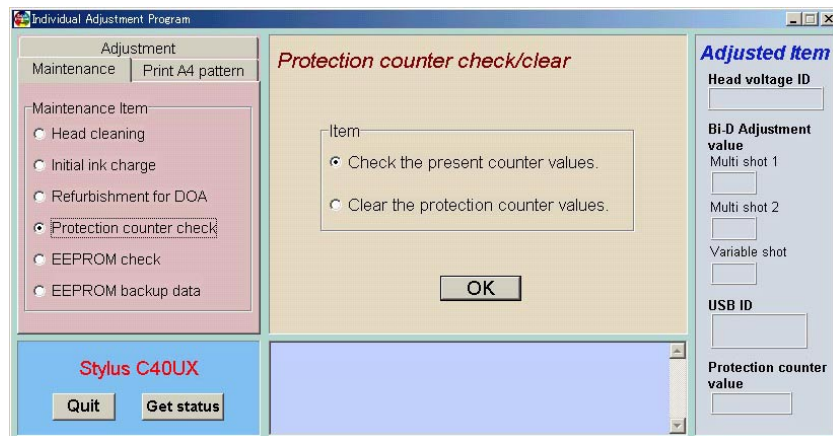 Individual Adjustment Program
Adjustment
Maintenance
Print A4 pattern
Maintenance Item
Head cleaning
Initial ink charge
Refurbishment for DOA
Protection counter check
EEPROM check
EEPROM backup data
Stylus C40UX
Quit
Get status
Protection counter check/clear
Item
Check the present counter values.
Clear the protection counter values.
OK
Adjusted Item
Head voltage ID
Bi-D Adjustment
value
Multi shot 1
Multi shot 2
Variable shot
USB ID
Protection counter
value